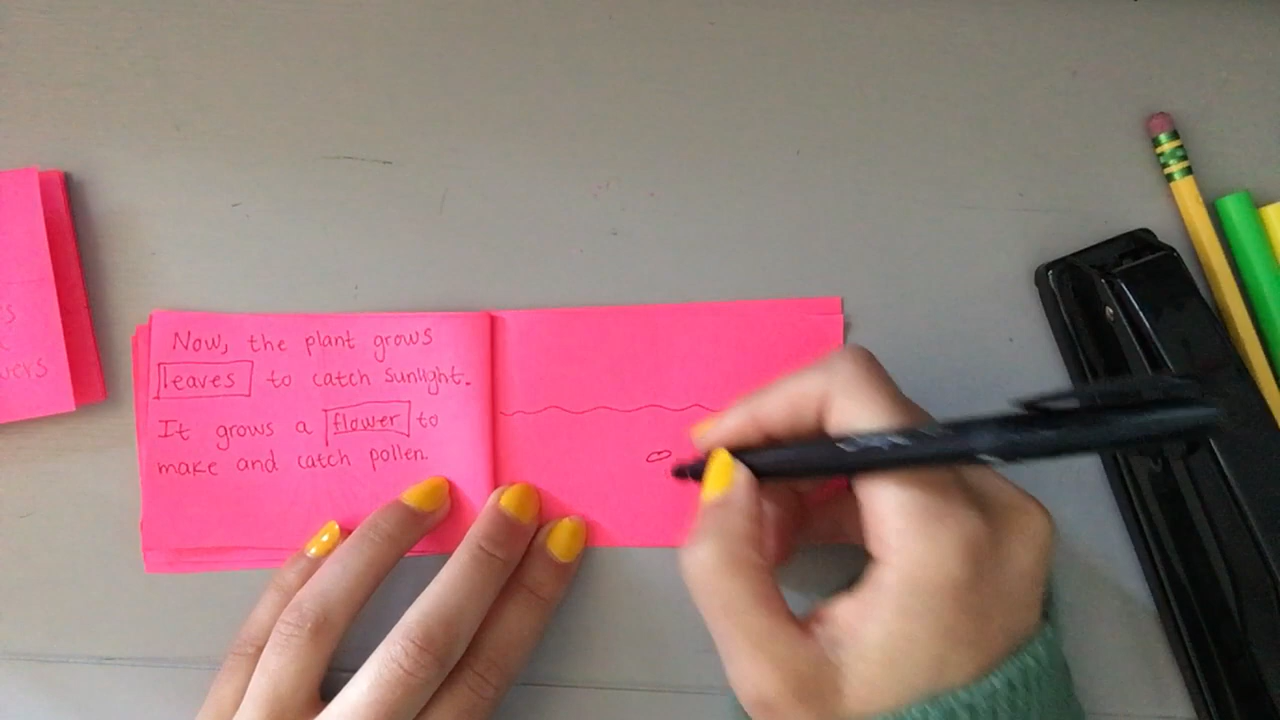 Now, the plant grows
leaves to catch sunlight.
It grows a flower to
make and catch pollen.